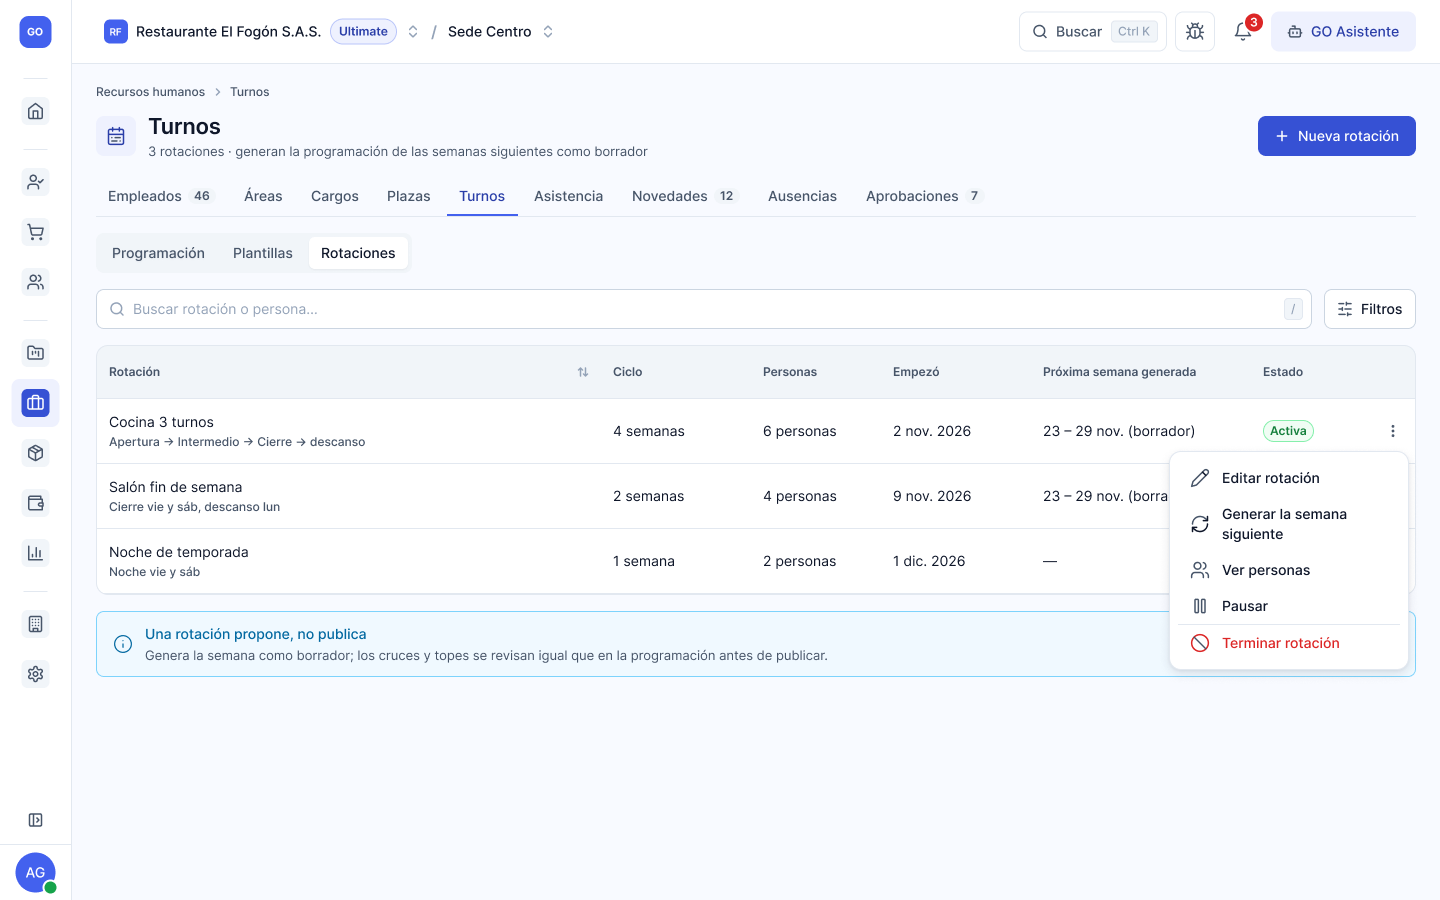 GO
RF Restaurante El Fogón S.A.S. Ultimate / Sede Centro
Buscar Ctrl K
3
GO Asistente
Recursos humanos > Turnos
Turnos
3 rotaciones · generan la programación de las semanas siguientes como borrador
+ Nueva rotación
Empleados 46 Áreas Cargos Plazas Turnos Asistencia Novedades 12 Ausencias Aprobaciones 7
Programación Plantillas Rotaciones
Buscar rotación o persona... /
Filtros
Rotación Ciclo Personas Empezó Próxima semana generada Estado
Cocina 3 turnos
Apertura → Intermedio → Cierre → descanso
4 semanas 6 personas 2 nov. 2026 23 – 29 nov. (borrador) Activa
Salón fin de semana
Cierre vie y sáb, descanso lun
2 semanas 4 personas 9 nov. 2026 23 – 29 nov. (borra
Noche de temporada
Noche vie y sáb
1 semana 2 personas 1 dic. 2026 —
Editar rotación
Generar la semana
siguiente
Ver personas
Pausar
Terminar rotación
Una rotación propone, no publica
Genera la semana como borrador; los cruces y topes se revisan igual que en la programación antes de publicar.
AG